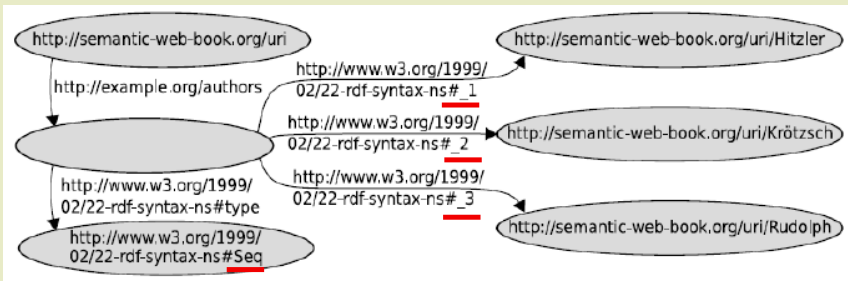 http://semantic-web-book.org/uri
http://semantic-web-book.org/uri/Hitzler
http://example.org/authors
http://www.w3.org/1999/
02/22-rdf-syntax-ns#_1
http://www.w3.org/1999/
02/22-rdf-syntax-ns#_2
http://semantic-web-book.org/uri/Krötzsch
http://www.w3.org/1999/
02/22-rdf-syntax-ns#type
http://www.w3.org/1999/
02/22-rdf-syntax-ns#_3
http://semantic-web-book.org/uri/Rudolph
http://www.w3.org/1999/
02/22-rdf-syntax-ns#Seq